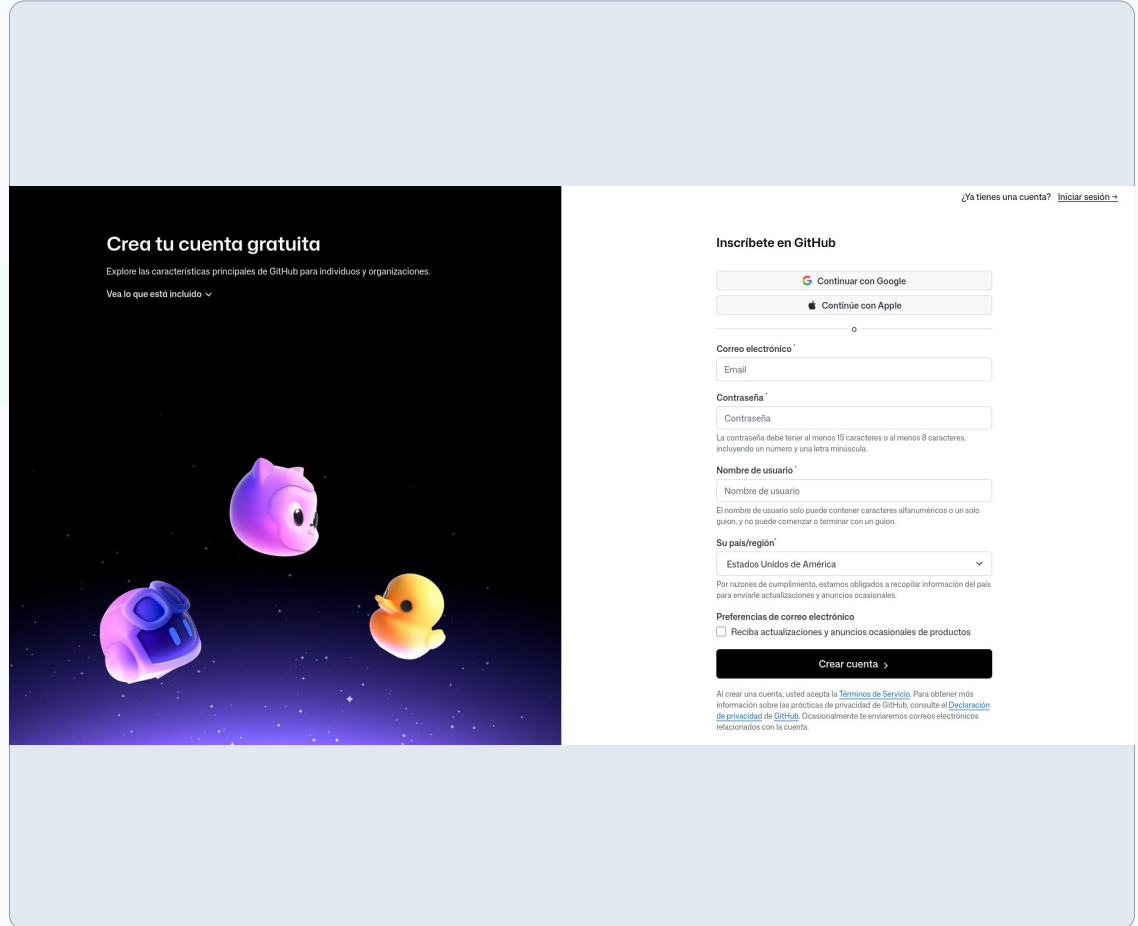 ¿Ya tienes una cuenta? Iniciar sesión →
Crea tu cuenta gratuita
Explore las características principales de GitHub para individuos y organizaciones.
Vea lo que está incluido
Inscríbete en GitHub
Continuar con Google
Continúe con Apple
o
Correo electrónico *
Email
Contraseña *
Contraseña
La contraseña debe tener al menos 15 caracteres o al menos 8 caracteres,
incluyendo un número y una letra minúscula.
Nombre de usuario *
Nombre de usuario
El nombre de usuario solo puede contener caracteres alfanuméricos o un solo
guion, y no puede comenzar o terminar con un guion.
Su país/región*
Estados Unidos de América
Por razones de cumplimiento, estamos obligados a recopilar información del país
para enviarle actualizaciones y anuncios ocasionales.
Preferencias de correo electrónico
Reciba actualizaciones y anuncios ocasionales de productos
Crear cuenta >
Al crear una cuenta, usted acepta la Términos de Servicio. Para obtener más
información sobre las prácticas de privacidad de GitHub, consulte el Declaración
de privacidad de GitHub. Ocasionalmente te enviaremos correos electrónicos
relacionados con la cuenta.